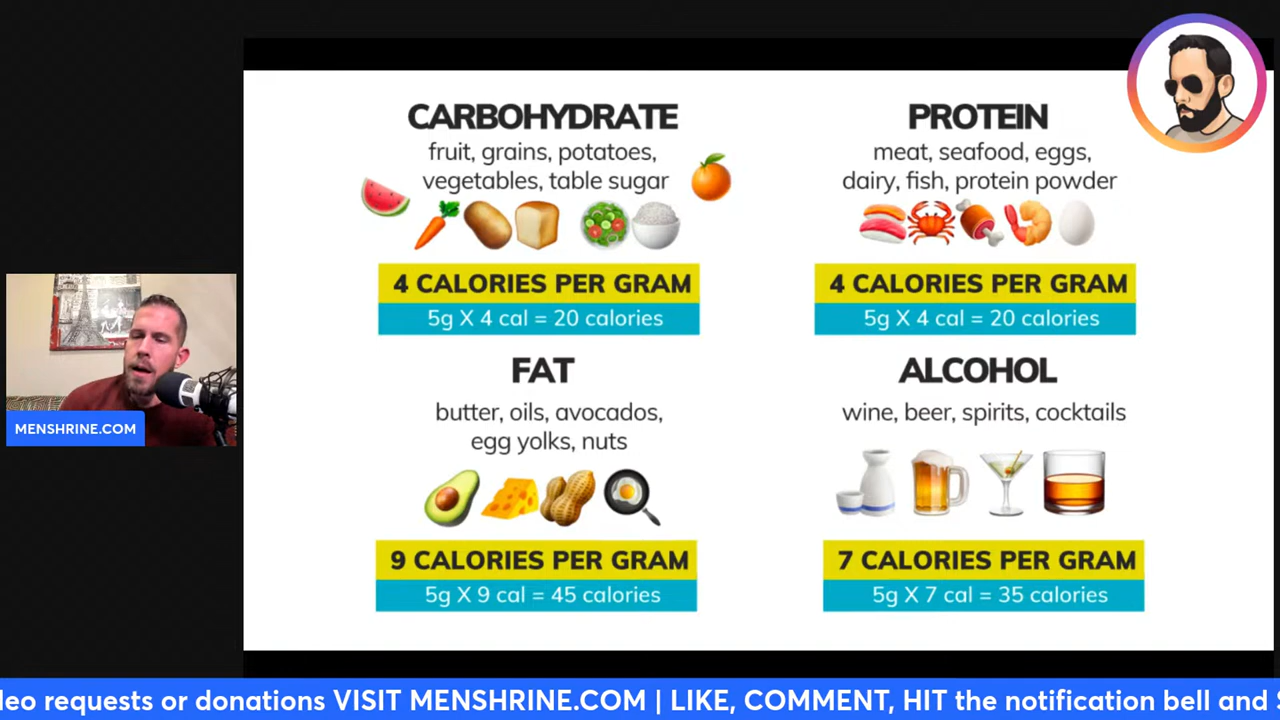 CARBOHYDRATE
fruit, grains, potatoes,
vegetables, table sugar
4 CALORIES PER GRAM
5g X 4 cal = 20 calories
PROTEIN
meat, seafood, eggs,
dairy, fish, protein powder
4 CALORIES PER GRAM
5g X 4 cal = 20 calories
FAT
butter, oils, avocados,
egg yolks, nuts
9 CALORIES PER GRAM
5g X 9 cal = 45 calories
ALCOHOL
wine, beer, spirits, cocktails
7 CALORIES PER GRAM
5g X 7 cal = 35 calories
MENSHRINE.COM
requests or donations VISIT MENSHRINE.COM | LIKE, COMMENT, HIT the notification bell and